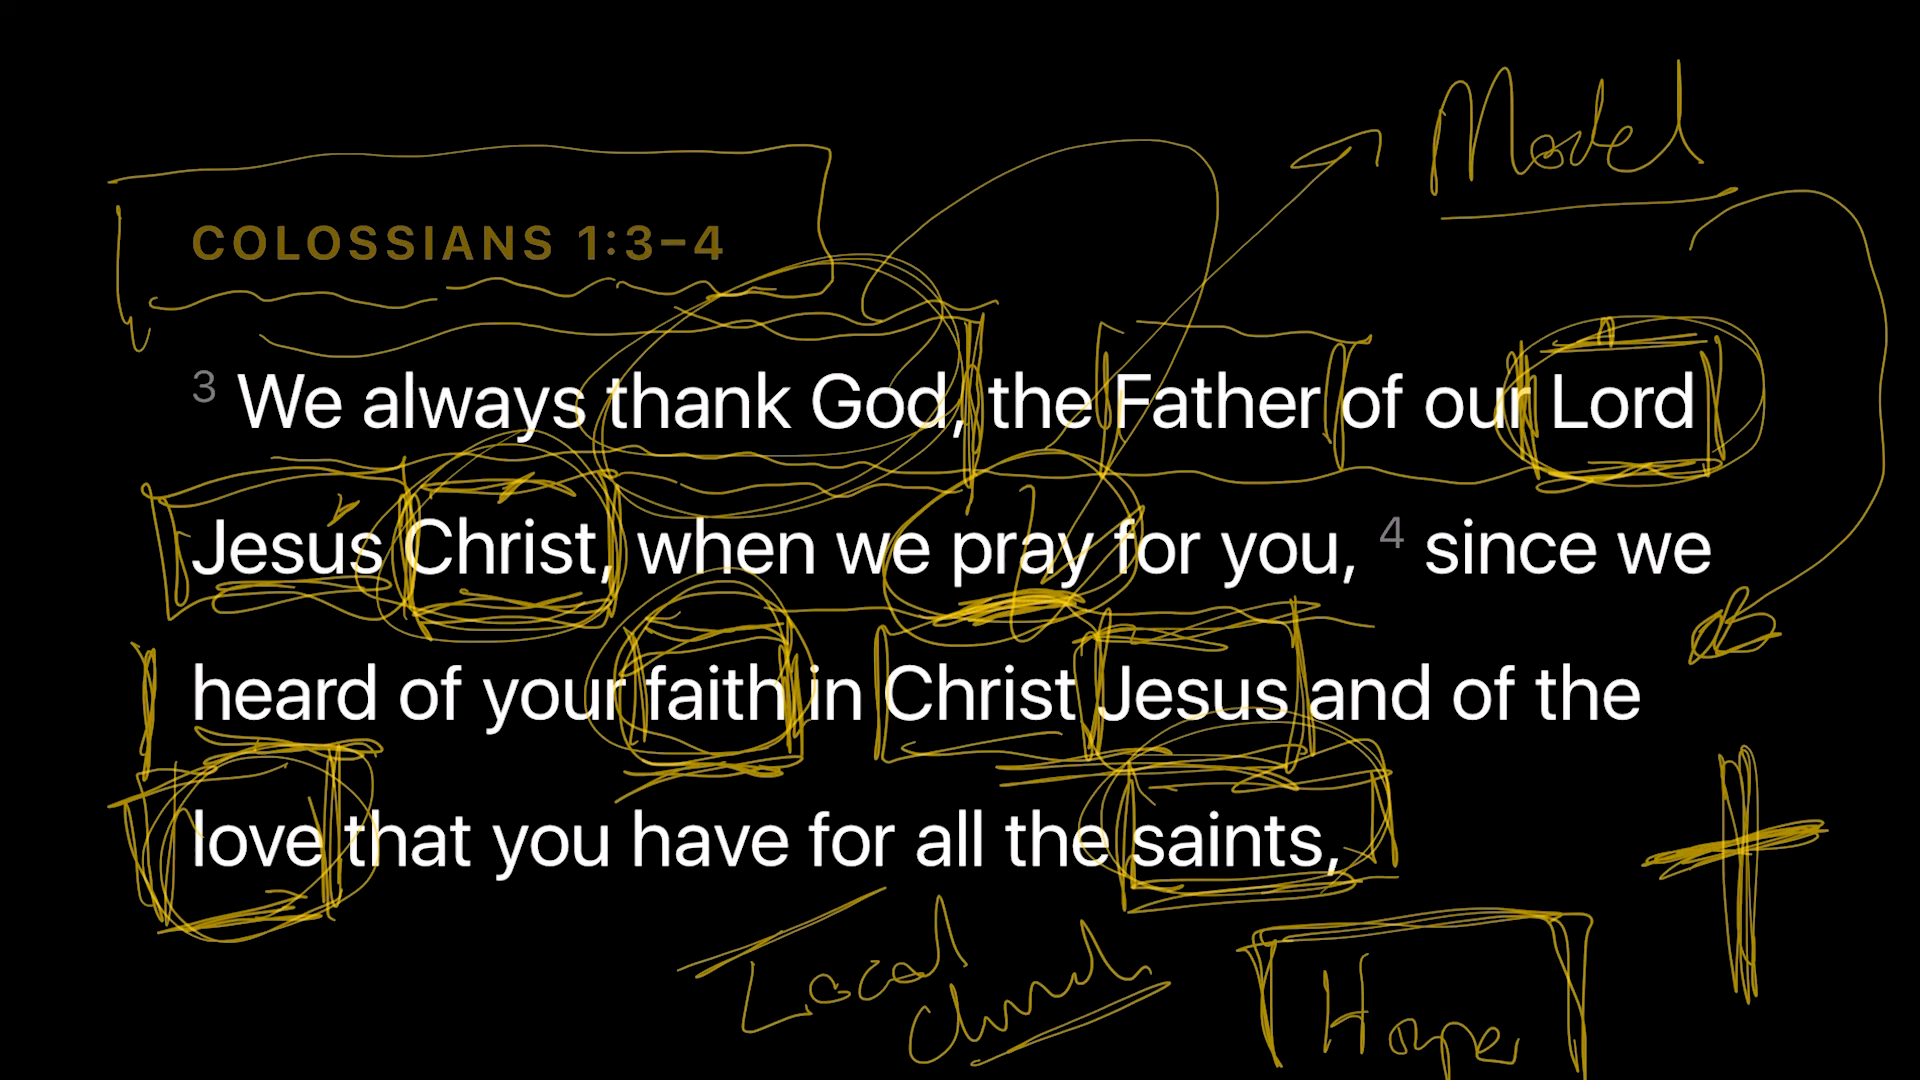 Model
COLOSSIANS 1:3–4
3 We always thank God, the Father of our Lord
Jesus Christ, when we pray for you, 4 since we
heard of your faith in Christ Jesus and of the
love that you have for all the saints,
Local
church
Hope